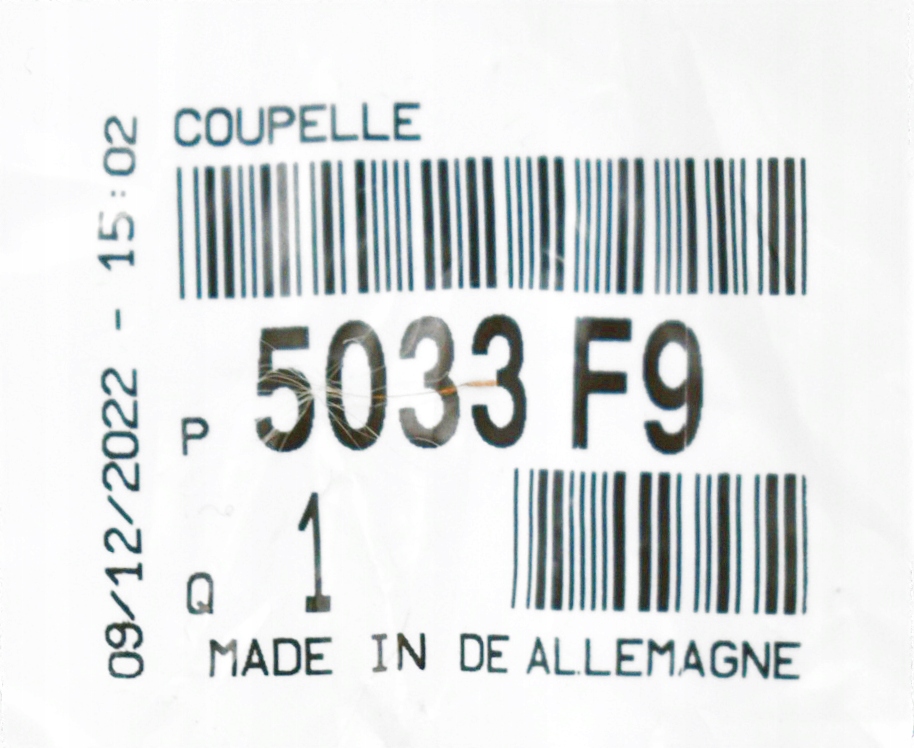 COUPELLE
09/12/2022 - 15:02
P 5033 F9
Q 1
MADE IN DE ALLEMAGNE